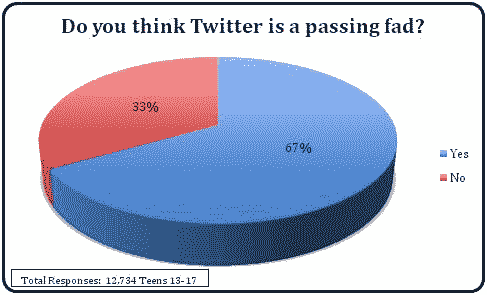 Do you think Twitter is a passing fad?
33%
67%
Yes
No
Total Responses: 12,734 Teens 13-17